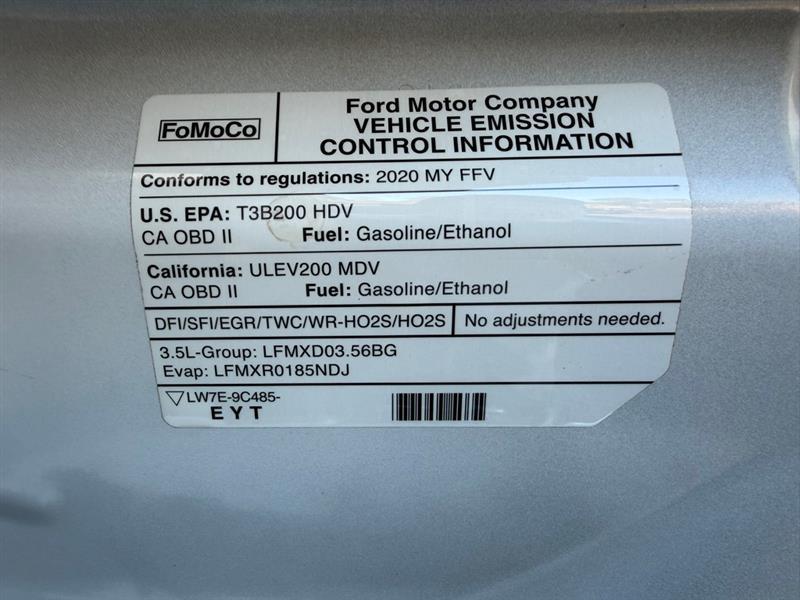 FoMoCo
Ford Motor Company
VEHICLE EMISSION
CONTROL INFORMATION
Conforms to regulations: 2020 MY FFV
U.S. EPA: T3B200 HDV
CA OBD II Fuel: Gasoline/Ethanol
California: ULEV200 MDV
CA OBD II Fuel: Gasoline/Ethanol
DFI/SFI/EGR/TWC/WR-HO2S/HO2S No adjustments needed.
3.5L-Group: LFMXD03.56BG
Evap: LFMXR0185NDJ
LW7E-9C485-
EYT